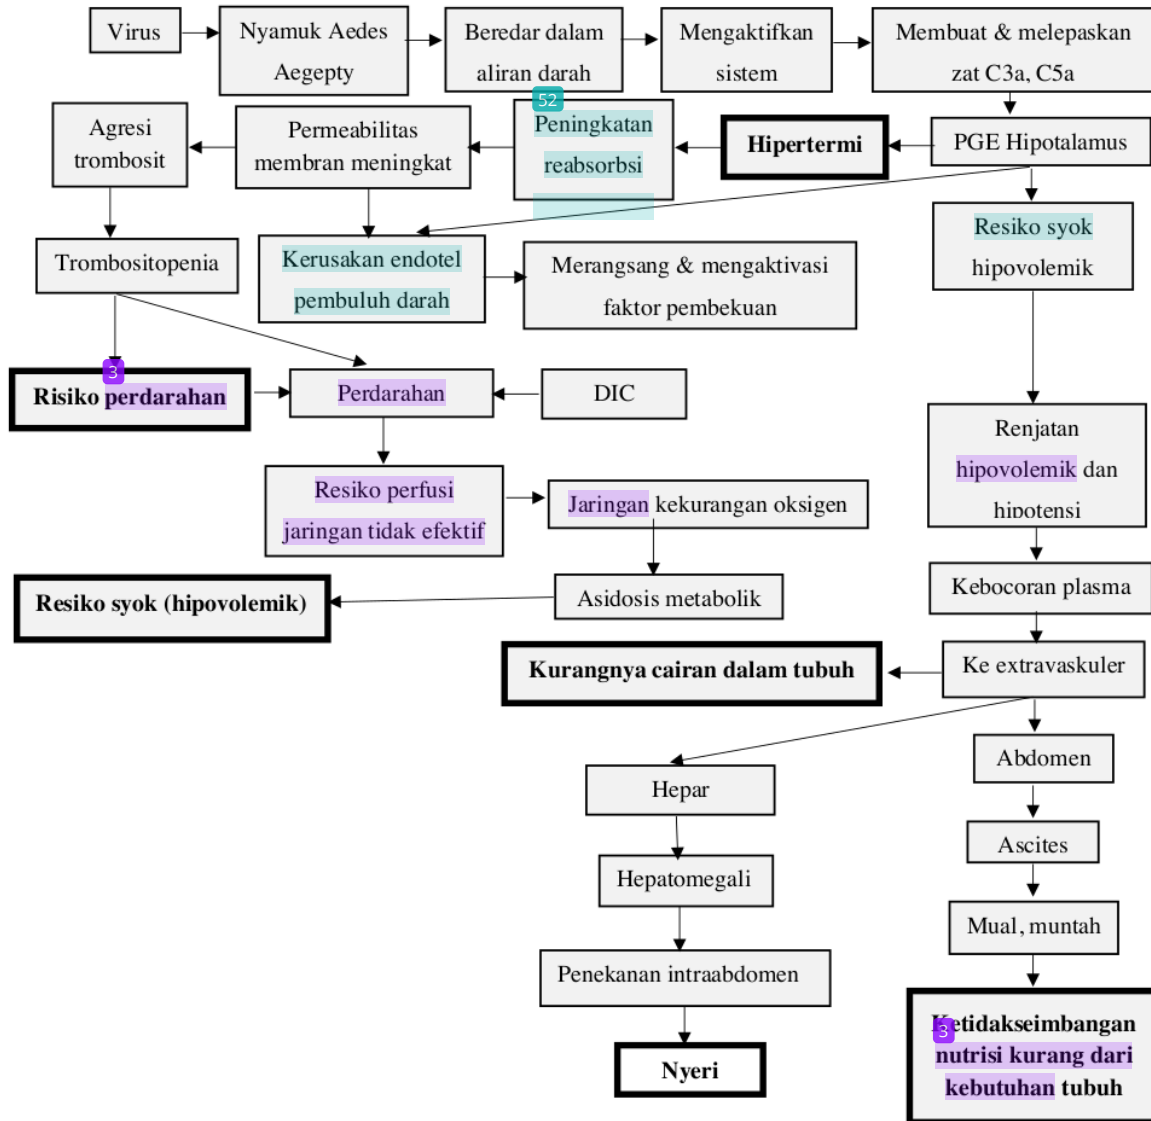 Virus
Nyamuk Aedes
Aegepty
Beredar dalam
aliran darah
Mengaktifkan
sistem
Membuat & melepaskan
zat C3a, C5a
Agresi
trombosit
Permeabilitas
membran meningkat
52
Peningkatan
reabsorbsi
Hipertermi
PGE Hipotalamus
Trombositopenia
Kerusakan endotel
pembuluh darah
Merangsang & mengaktivasi
faktor pembekuan
Resiko syok
hipovolemik
3
Risiko perdarahan
Perdarahan
DIC
Renjatan
hipovolemik dan
hipotensi
Resiko perfusi
jaringan tidak efektif
Jaringan kekurangan oksigen
Resiko syok (hipovolemik)
Asidosis metabolik
Kebocoran plasma
Kurangnya cairan dalam tubuh
Ke extravaskuler
Hepar
Abdomen
Hepatomegali
Ascites
Penekanan intraabdomen
Mual, muntah
Nyeri
3
Ketidakseimbangan
nutrisi kurang dari
kebutuhan tubuh